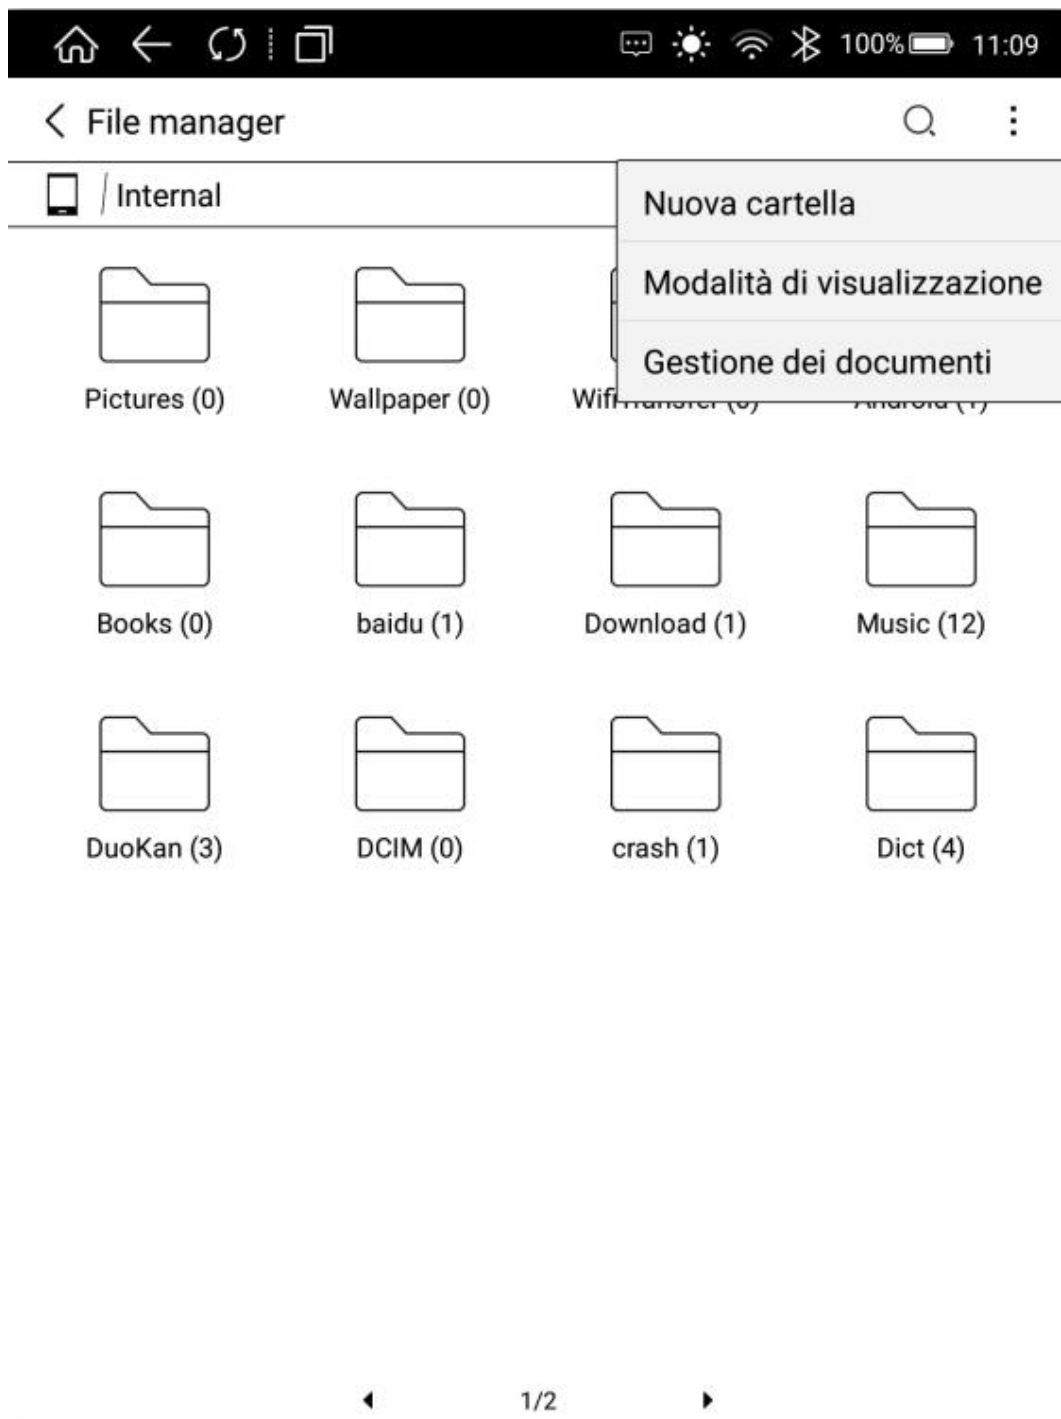 100% 11:09
File manager
/ Internal
Nuova cartella
Modalità di visualizzazione
Gestione dei documenti
Pictures (0)
Wallpaper (0)
Books (0)
baidu (1)
Download (1)
Music (12)
DuoKan (3)
DCIM (0)
crash (1)
Dict (4)
1/2